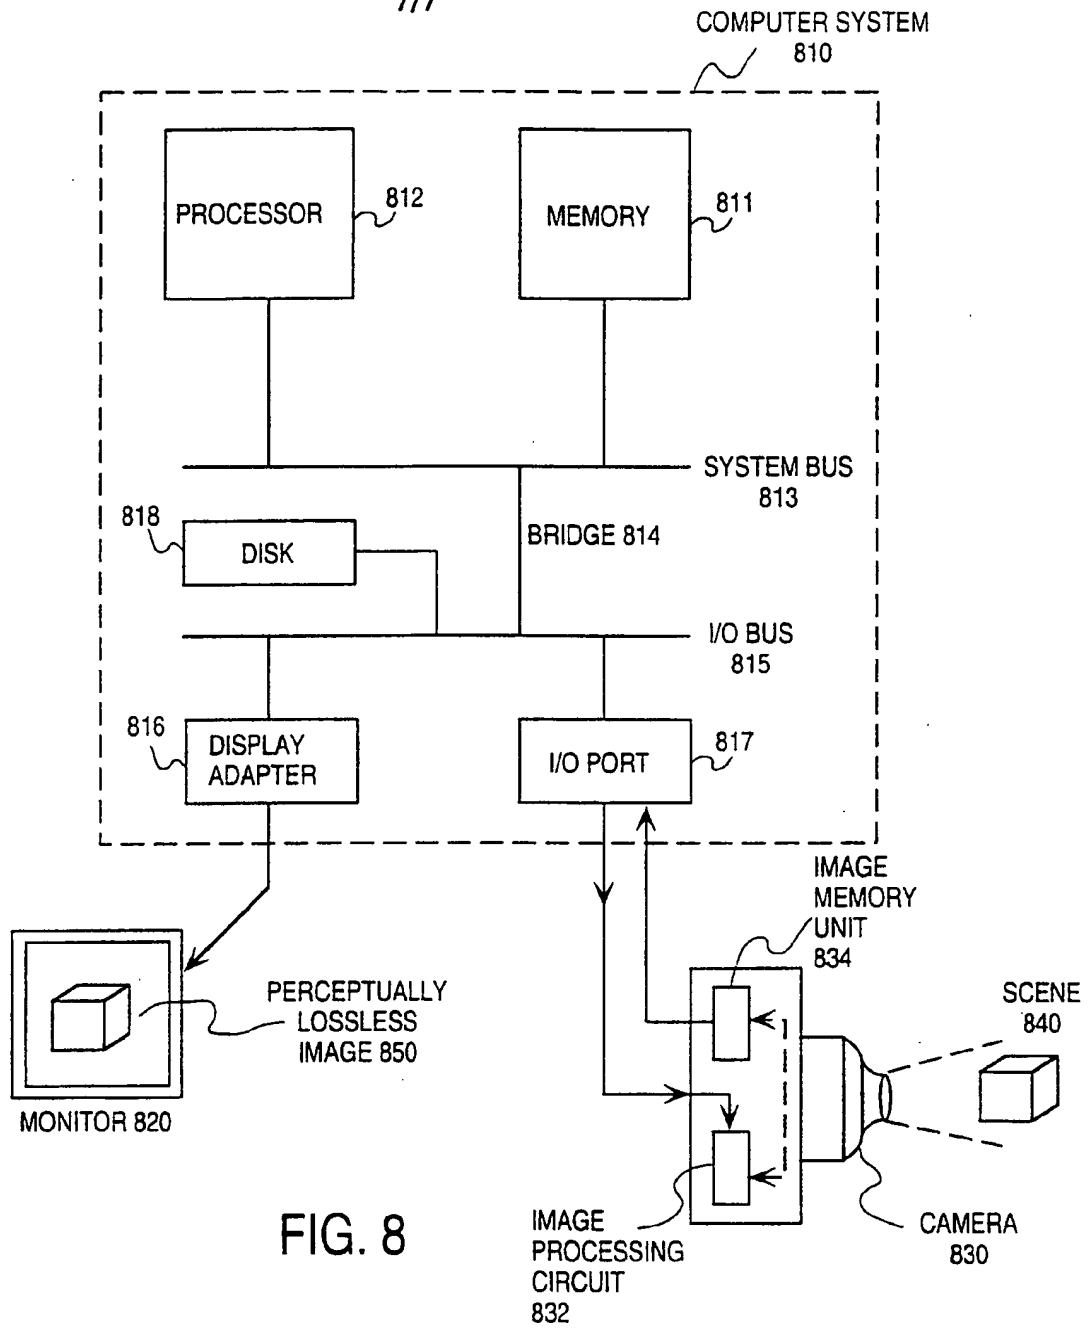 COMPUTER SYSTEM
810
PROCESSOR
812
MEMORY
811
SYSTEM BUS
813
818
DISK
BRIDGE 814
I/O BUS
815
816
DISPLAY
ADAPTER
I/O PORT
817
IMAGE
MEMORY
UNIT
834
PERCEPTUALLY
LOSSLESS
IMAGE 850
SCENE
840
MONITOR 820
FIG. 8
IMAGE
PROCESSING
CIRCUIT
832
CAMERA
830